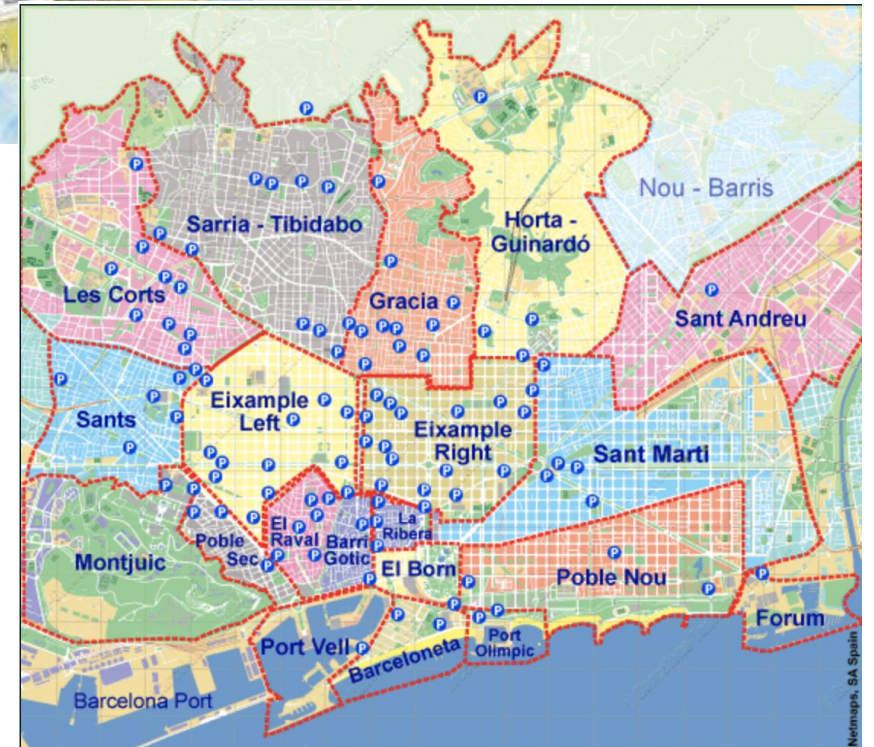 Nou - Barris
Sarria - Tibidabo
Horta -
Guinardó
Les Corts
Gracia
Sant Andreu
Sants
Eixample
Left
Eixample
Right
Sant Marti
Montjuic
Poble
Sec
El
Raval
Barri
Gotic
La
Ribera
El Born
Poble Nou
Forum
Port Vell
Barceloneta
Port
Olimpic
Barcelona Port
Netmaps, SA Spain